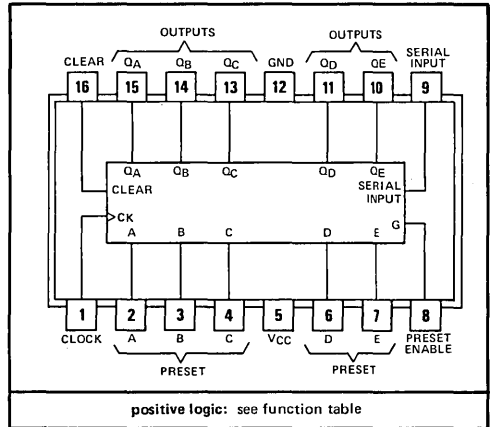 OUTPUTS OUTPUTS
CLEAR QA QB QC GND QD QE SERIAL INPUT
16 15 14 13 12 11 10 9
QA QB QC QD QE
CLEAR SERIAL INPUT
CK G
A B C D E
1 2 3 4 5 6 7 8
CLOCK A B C VCC D E PRESET ENABLE
PRESET PRESET
positive logic: see function table